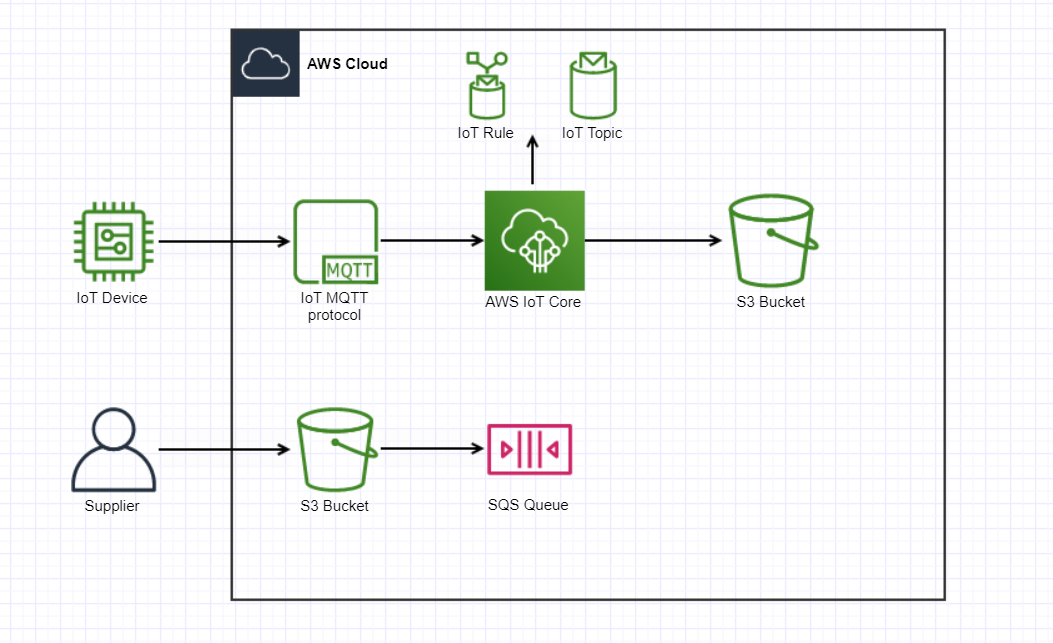 AWS Cloud
IoT Rule
IoT Topic
MQTT
IoT Device
IoT MQTT
protocol
AWS IoT Core
S3 Bucket
Supplier
S3 Bucket
SQS Queue